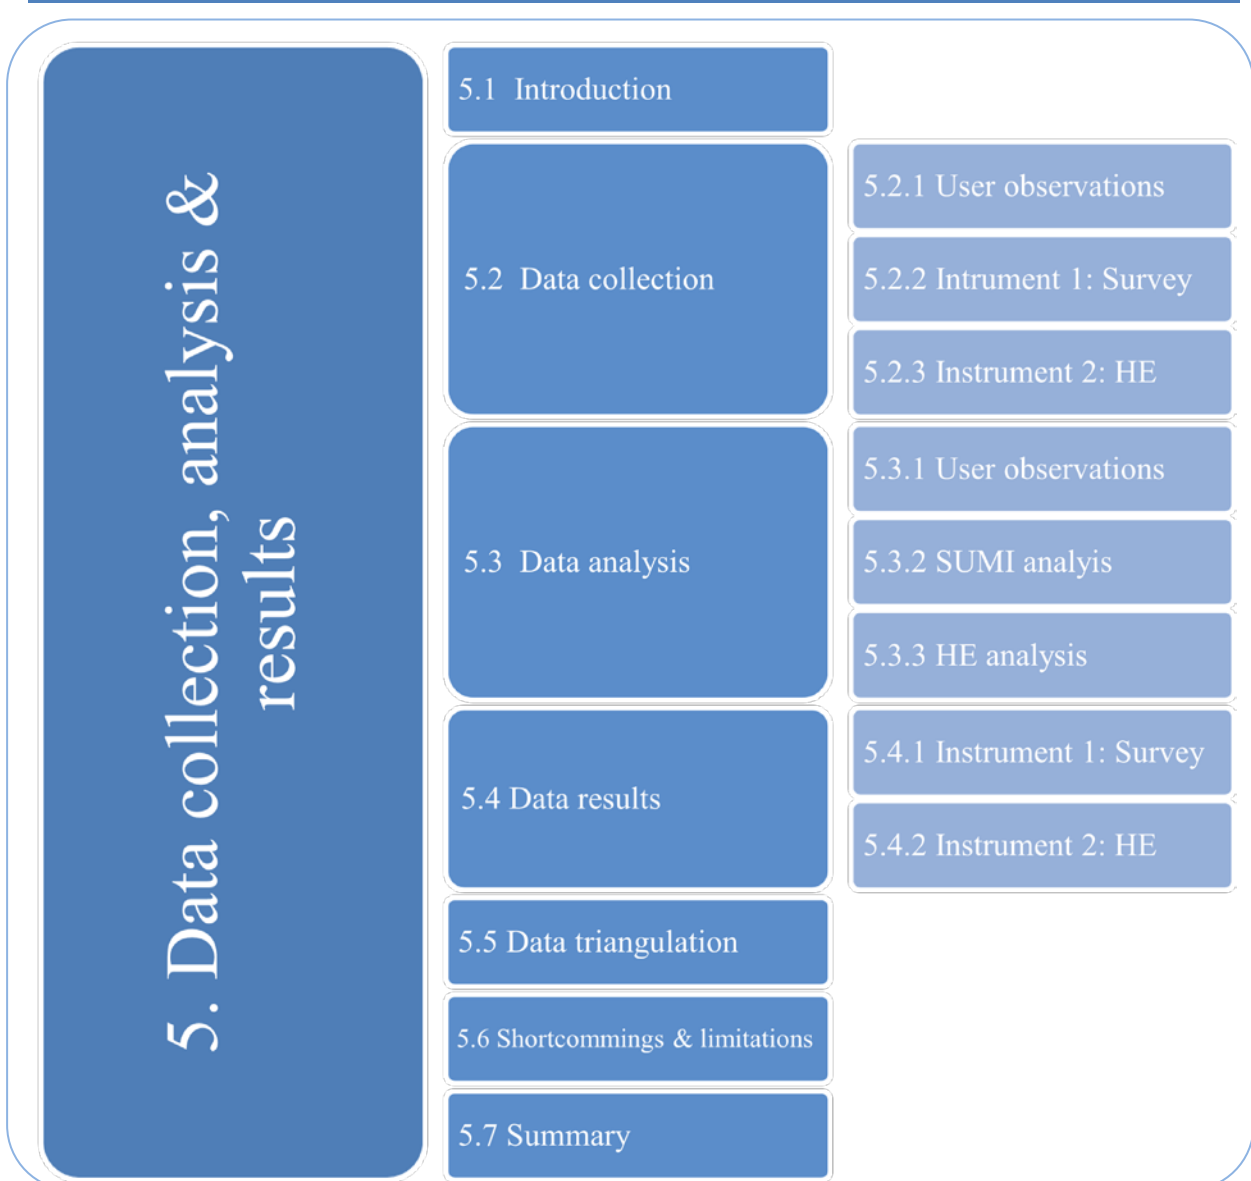 5. Data collection, analysis &
results
5.1  Introduction
5.2  Data collection
5.2.1 User observations
5.2.2 Intrument 1: Survey
5.2.3 Instrument 2: HE
5.3  Data analysis
5.3.1 User observations
5.3.2 SUMI analyis
5.3.3 HE analysis
5.4 Data results
5.4.1 Instrument 1: Survey
5.4.2 Instrument 2: HE
5.5 Data triangulation
5.6 Shortcommings & limitations
5.7 Summary